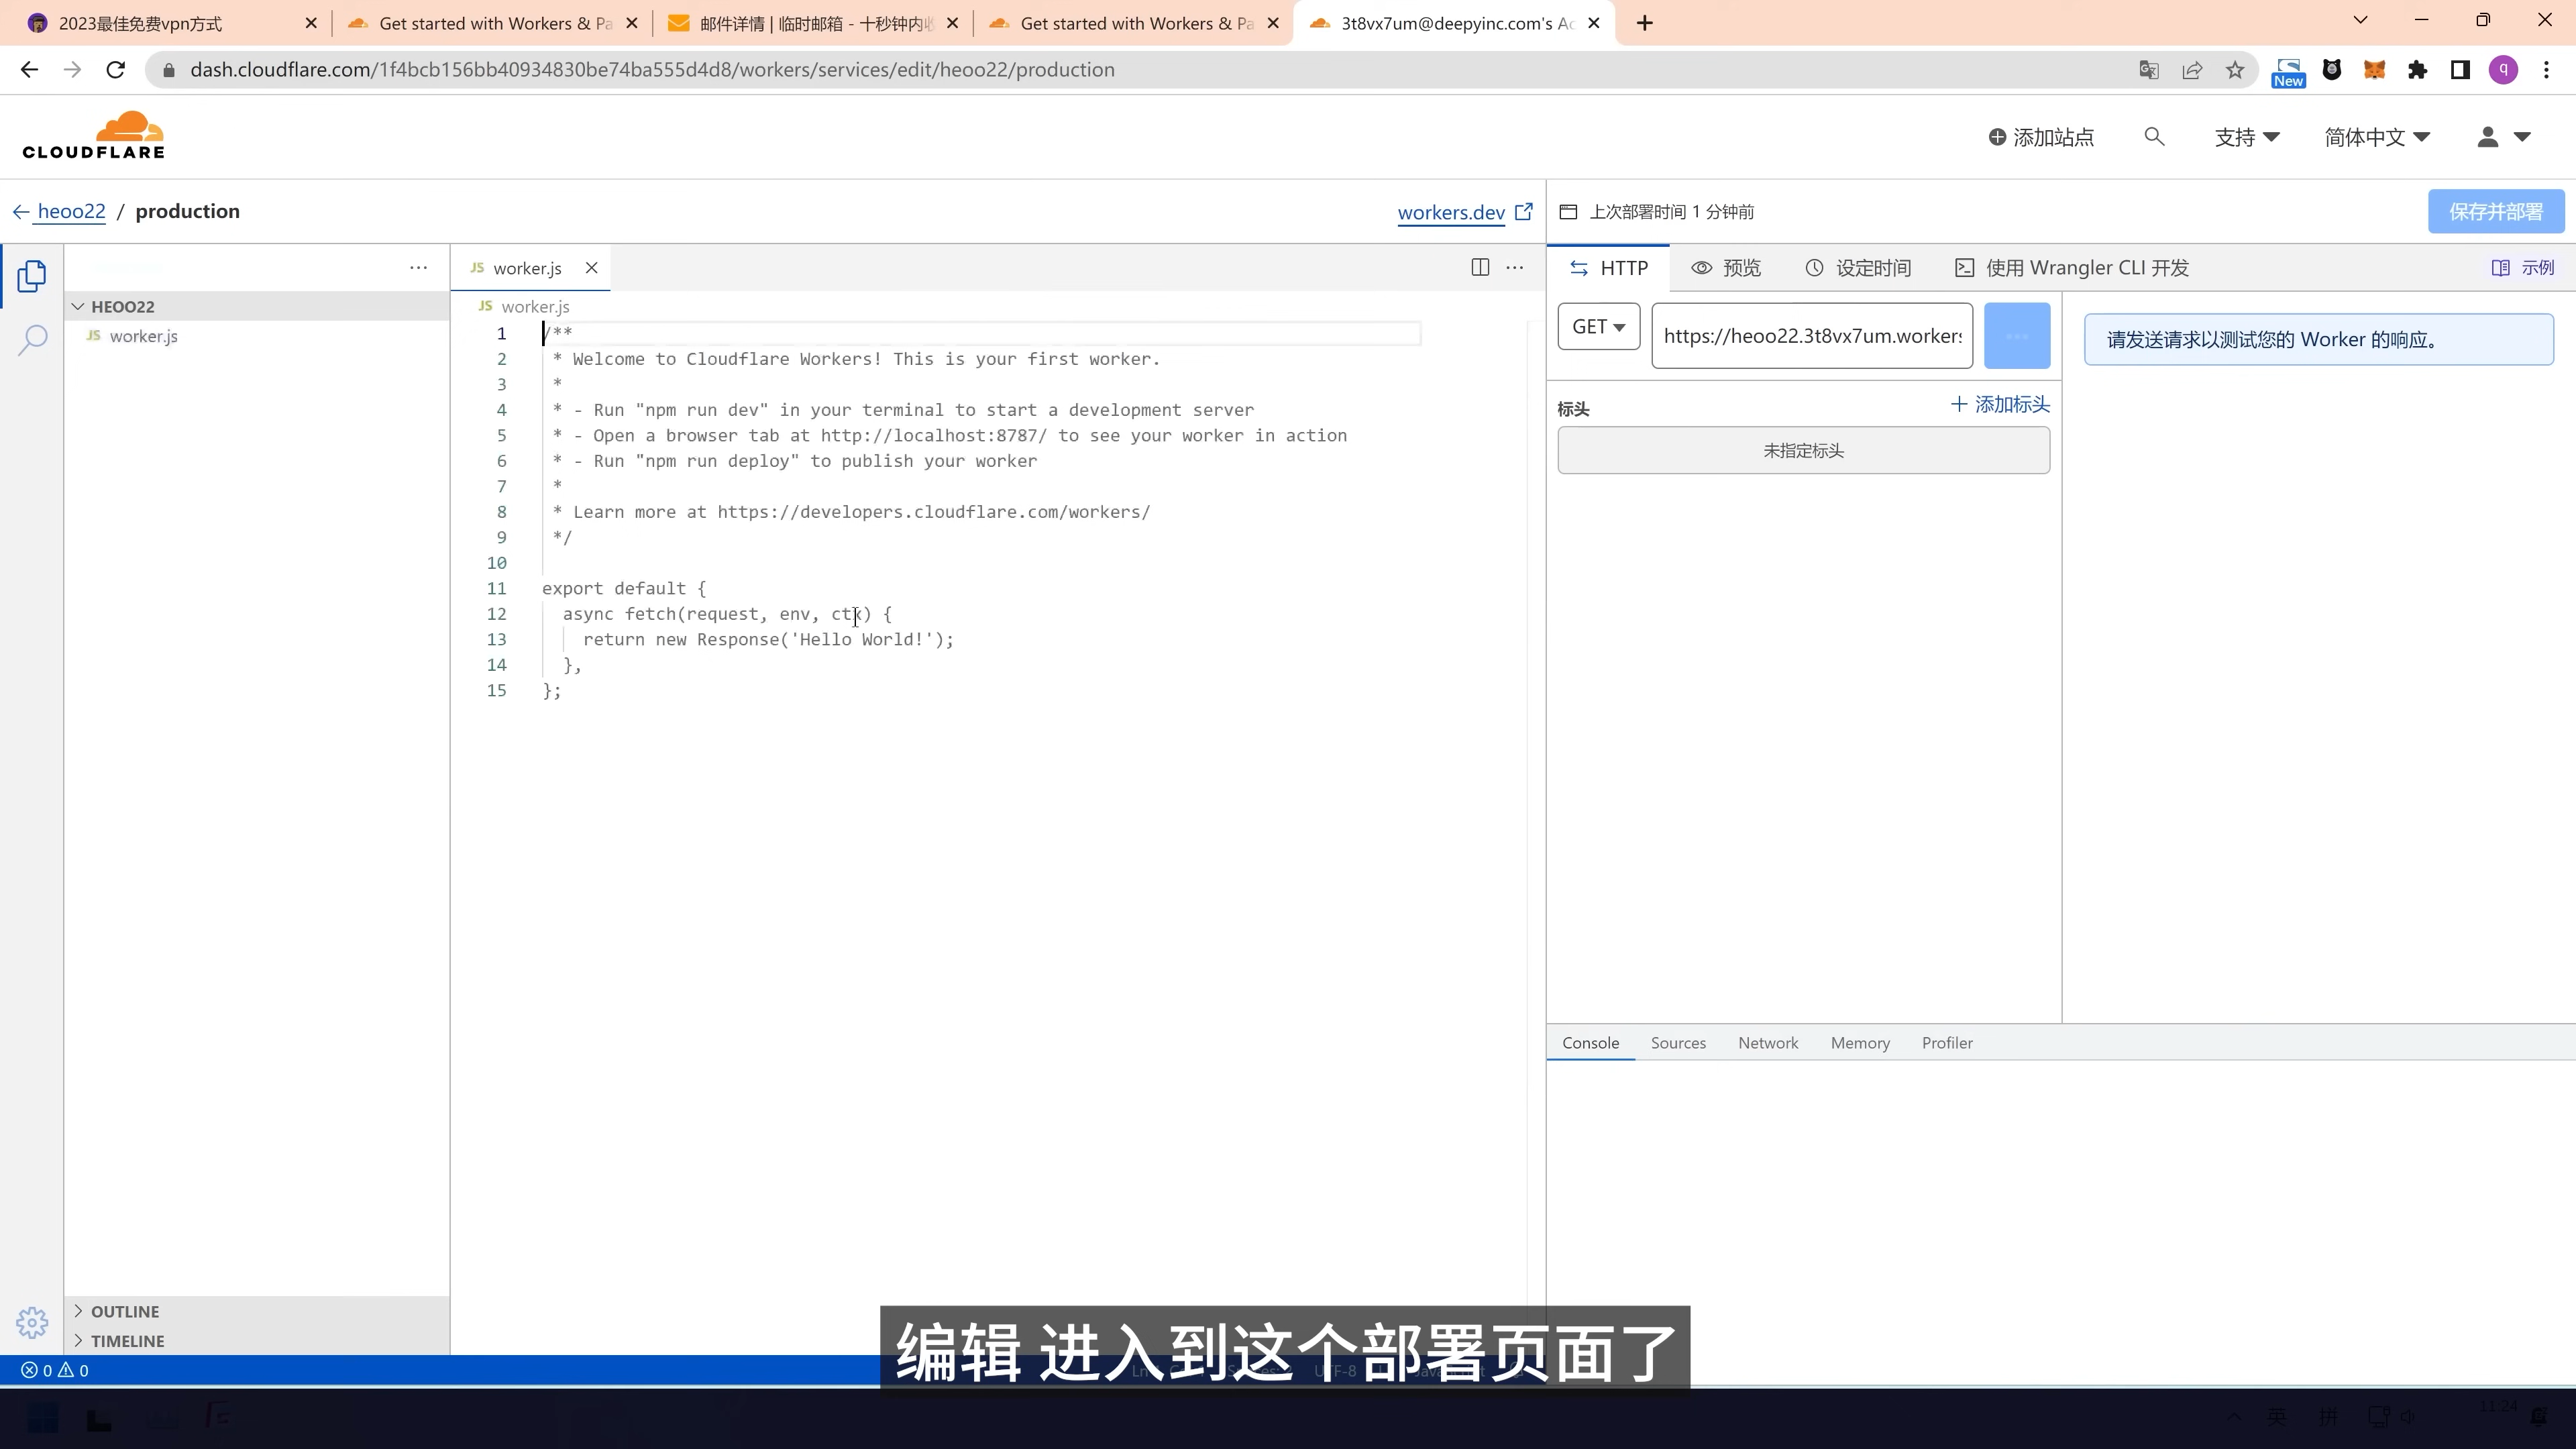 2023最佳免费vpn方式
Get started with Workers & Pa
邮件详情 | 临时邮箱 - 十秒钟内收
Get started with Workers & Pa
3t8vx7um@deepyinc.com's Ac
dash.cloudflare.com/1f4bcb156bb40934830be74ba555d4d8/workers/services/edit/heoo22/production
New
q
CLOUDFLARE
添加站点
支持
简体中文
heoo22 / production
workers.dev
上次部署时间 1 分钟前
保存并部署
JS worker.js
HTTP
预览
设定时间
使用 Wrangler CLI 开发
示例
HEOO22
JS worker.js
JS worker.js
1 /**
2 * Welcome to Cloudflare Workers! This is your first worker.
3 *
4 * - Run "npm run dev" in your terminal to start a development server
5 * - Open a browser tab at http://localhost:8787/ to see your worker in action
6 * - Run "npm run deploy" to publish your worker
7 *
8 * Learn more at https://developers.cloudflare.com/workers/
9 */
10
11 export default {
12 async fetch(request, env, ctx) {
13 return new Response('Hello World!');
14 },
15 };
GET
https://heoo22.3t8vx7um.workers
请发送请求以测试您的 Worker 的响应。
标头
添加标头
未指定标头
Console
Sources
Network
Memory
Profiler
OUTLINE
TIMELINE
0 0
UTF-8
编辑 进入到这个部署页面了
英
拼
11:24